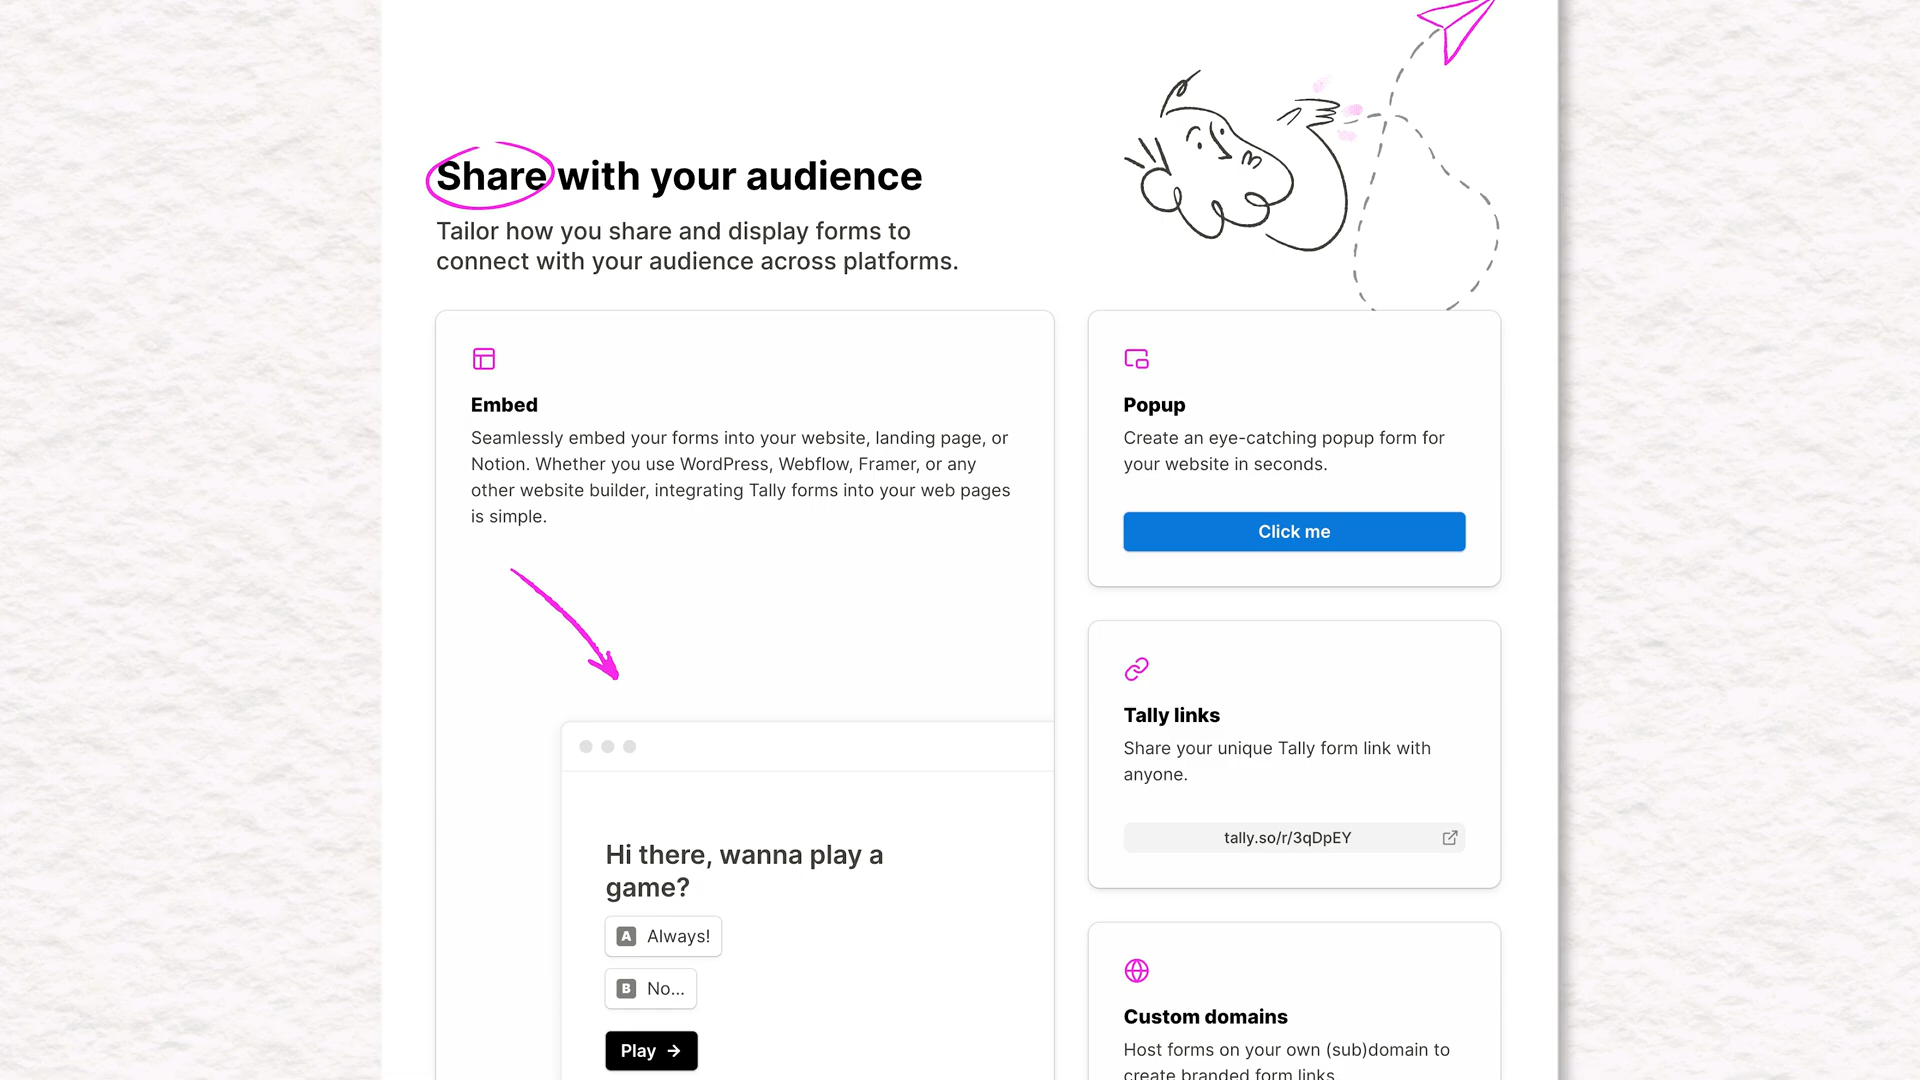 Share with your audience
Tailor how you share and display forms to
connect with your audience across platforms.
Embed
Seamlessly embed your forms into your website, landing page, or
Notion. Whether you use WordPress, Webflow, Framer, or any
other website builder, integrating Tally forms into your web pages
is simple.
Hi there, wanna play a
game?
A Always!
B No...
Play →
Popup
Create an eye-catching popup form for
your website in seconds.
Click me
Tally links
Share your unique Tally form link with
anyone.
tally.so/r/3qDpEY
Custom domains
Host forms on your own (sub)domain to
create branded form links.